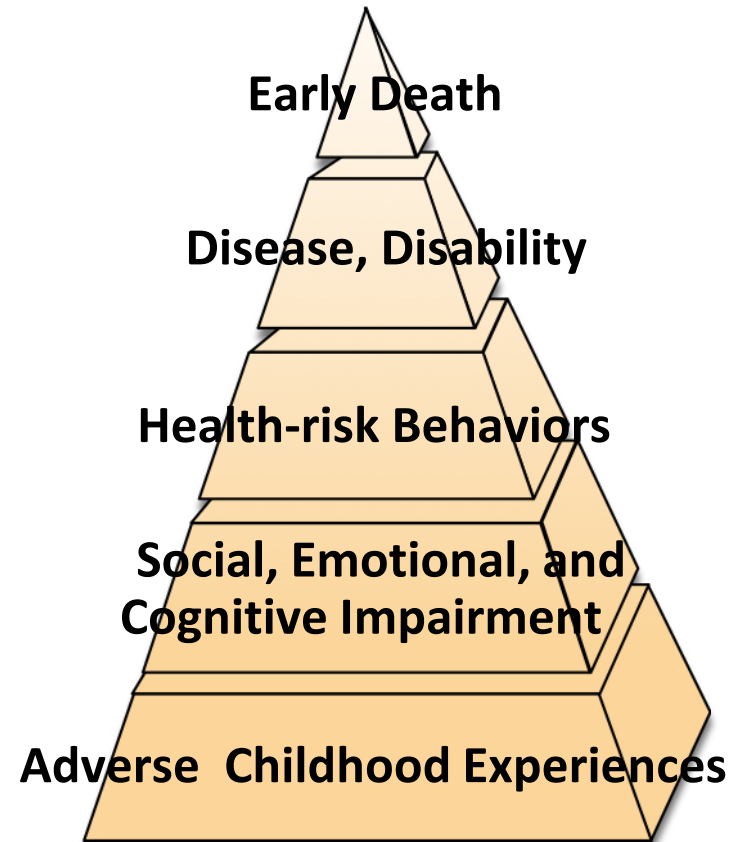 Early Death
Disease, Disability
Health-risk Behaviors
Social, Emotional, and
Cognitive Impairment
Adverse  Childhood Experiences